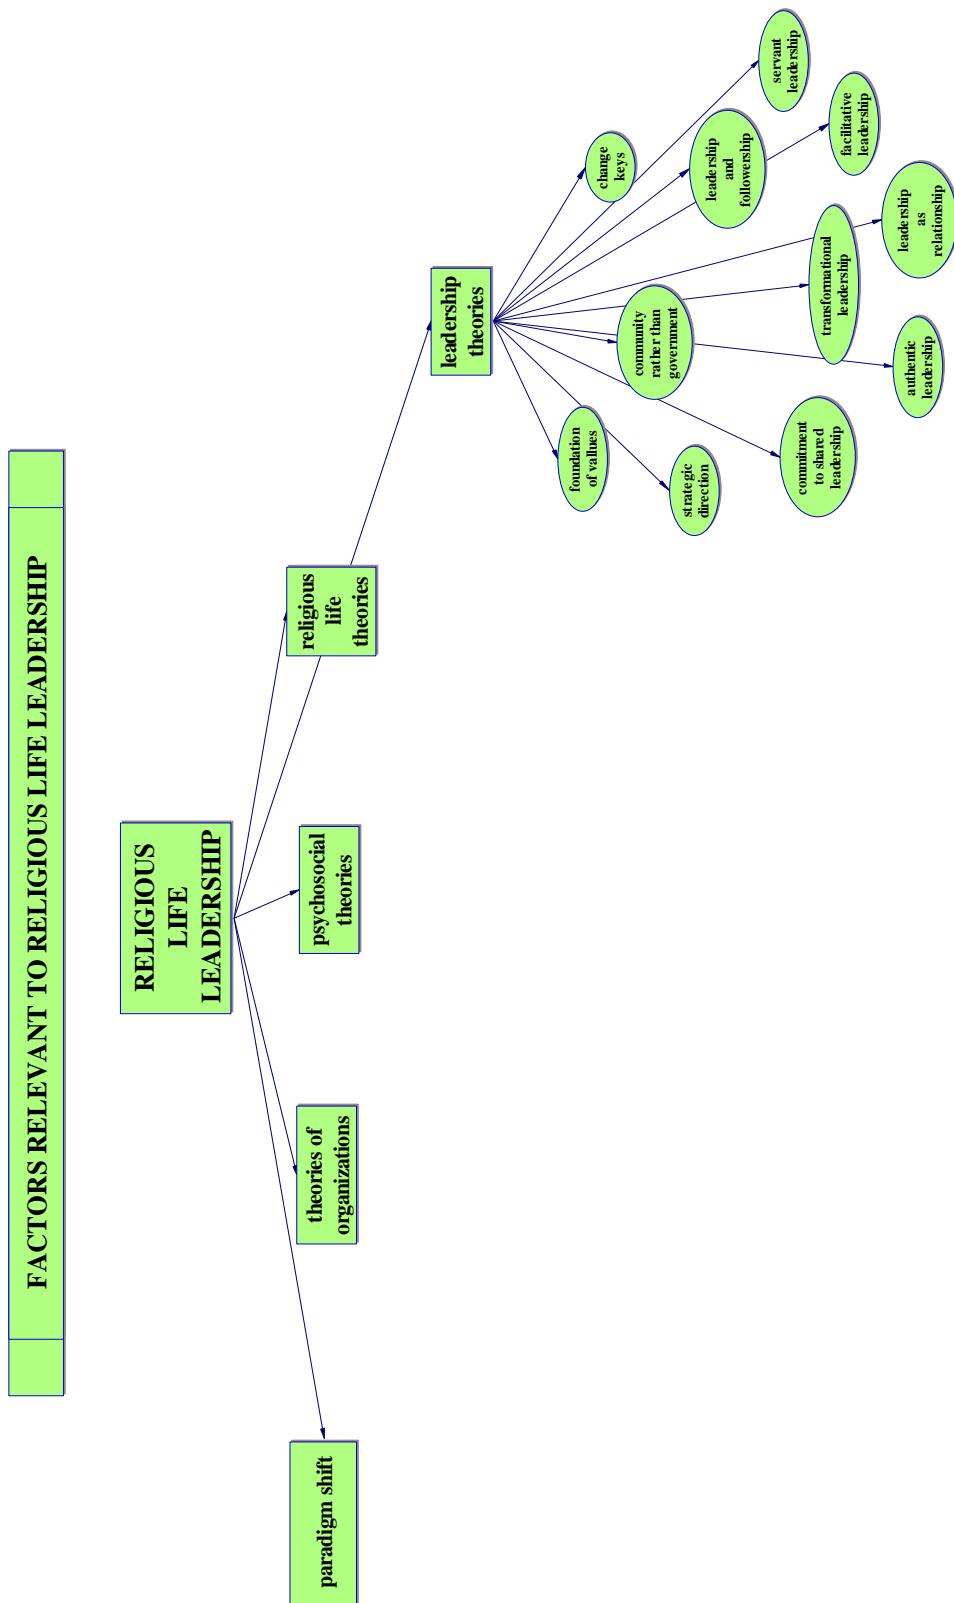 FACTORS RELEVANT TO RELIGIOUS LIFE LEADERSHIP
RELIGIOUS
LIFE
LEADERSHIP
paradigm shift
theories of
organizations
psychosocial
theories
religious
life
theories
leadership
theories
foundation
of vallues
strategic
direction
community
rather than
government
commitment
to shared
leadership
authentic
leadership
transformational
leadership
leadership
as
relationship
change
keys
leadership
and
followership
facilitative
leadership
servant
leadership